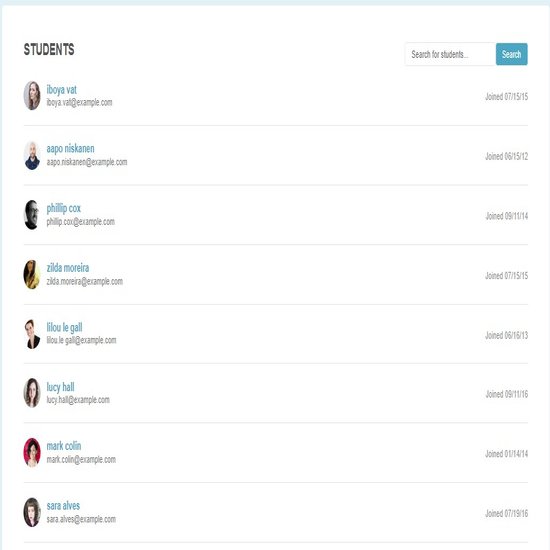 STUDENTS
Search for students...
Search
iboya vat
iboya.vat@example.com
Joined 07/15/15
aapo niskanen
aapo.niskanen@example.com
Joined 06/15/12
phillip cox
phillip.cox@example.com
Joined 09/11/14
zilda moreira
zilda.moreira@example.com
Joined 07/15/15
lilou le gall
lilou.le gall@example.com
Joined 06/16/13
lucy hall
lucy.hall@example.com
Joined 09/11/16
mark colin
mark.colin@example.com
Joined 01/14/14
sara alves
sara.alves@example.com
Joined 07/19/16